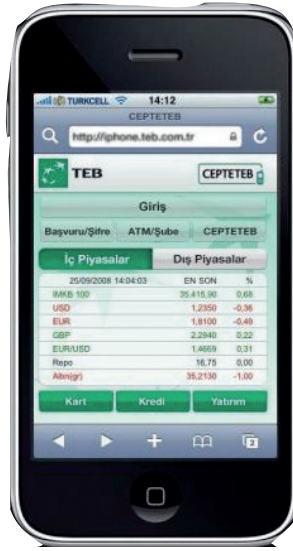 TURKCELL 14:12
CEPTETEB
http://iphone.teb.com.tr
TEB CEPTETEB
Giriş
Başvuru/Şifre ATM/Şube CEPTETEB
İç Piyasalar Dış Piyasalar
25/09/2008 14:04:03 EN SON %
IMKB 100 35.415,90 0,68
USD 1,2350 -0,36
EUR 1,8100 -0,49
GBP 2,2940 0,22
EUR/USD 1,4669 0,31
Repo 16,75 0,00
Altın(gr) 35,2130 -1,00
Kart Kredi Yatırım
2